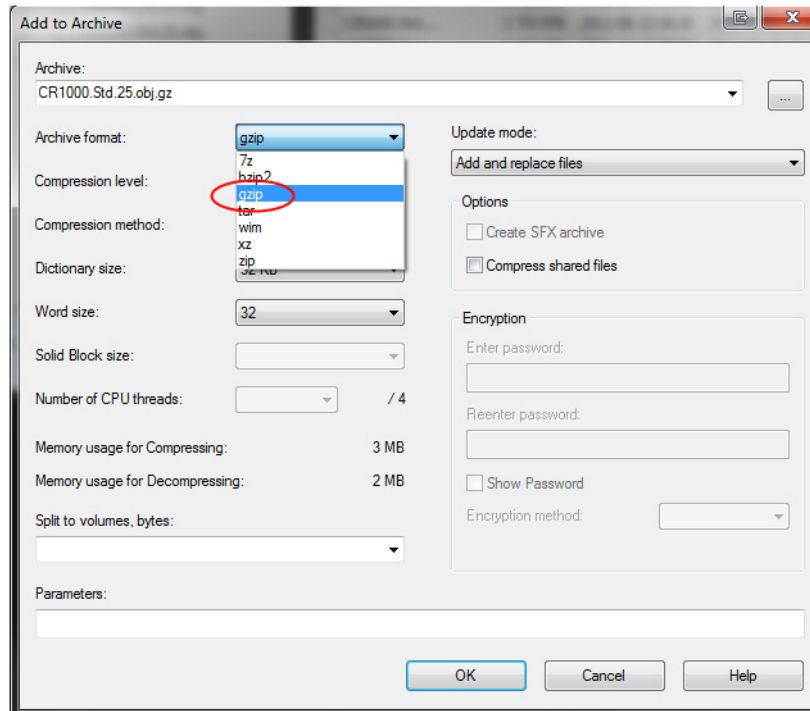 Add to Archive
Archive:
CR1000.Std.25.obj.gz
...
Archive format:
gzip
7z
bzip2
gzip
tar
wim
xz
zip
Compression level:
Compression method:
Dictionary size:
32 KB
Word size:
32
Solid Block size:
Number of CPU threads:
/ 4
Memory usage for Compressing:
3 MB
Memory usage for Decompressing:
2 MB
Split to volumes, bytes:
Update mode:
Add and replace files
Options
Create SFX archive
Compress shared files
Encryption
Enter password:
Reenter password:
Show Password
Encryption method:
Parameters:
OK
Cancel
Help